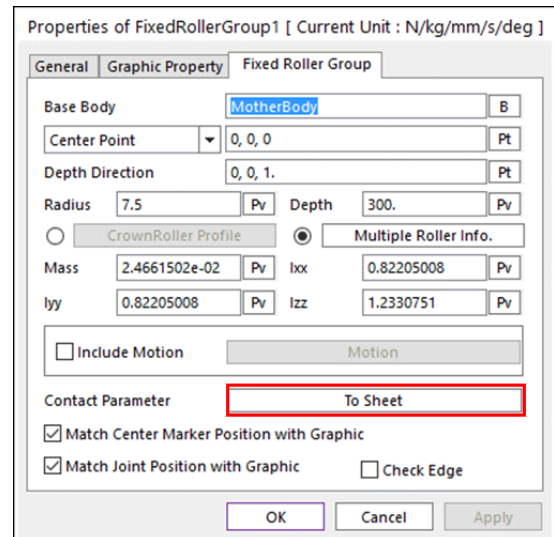 Properties of FixedRollerGroup1 [ Current Unit : N/kg/mm/s/deg ]
General Graphic Property Fixed Roller Group
Base Body MotherBody B
Center Point 0, 0, 0 Pt
Depth Direction 0, 0, 1. Pt
Radius 7.5 Pv Depth 300. Pv
CrownRoller Profile Multiple Roller Info.
Mass 2.4661502e-02 Pv Ixx 0.82205008 Pv
Iyy 0.82205008 Pv Izz 1.2330751 Pv
Include Motion Motion
Contact Parameter To Sheet
Match Center Marker Position with Graphic
Match Joint Position with Graphic Check Edge
OK Cancel Apply